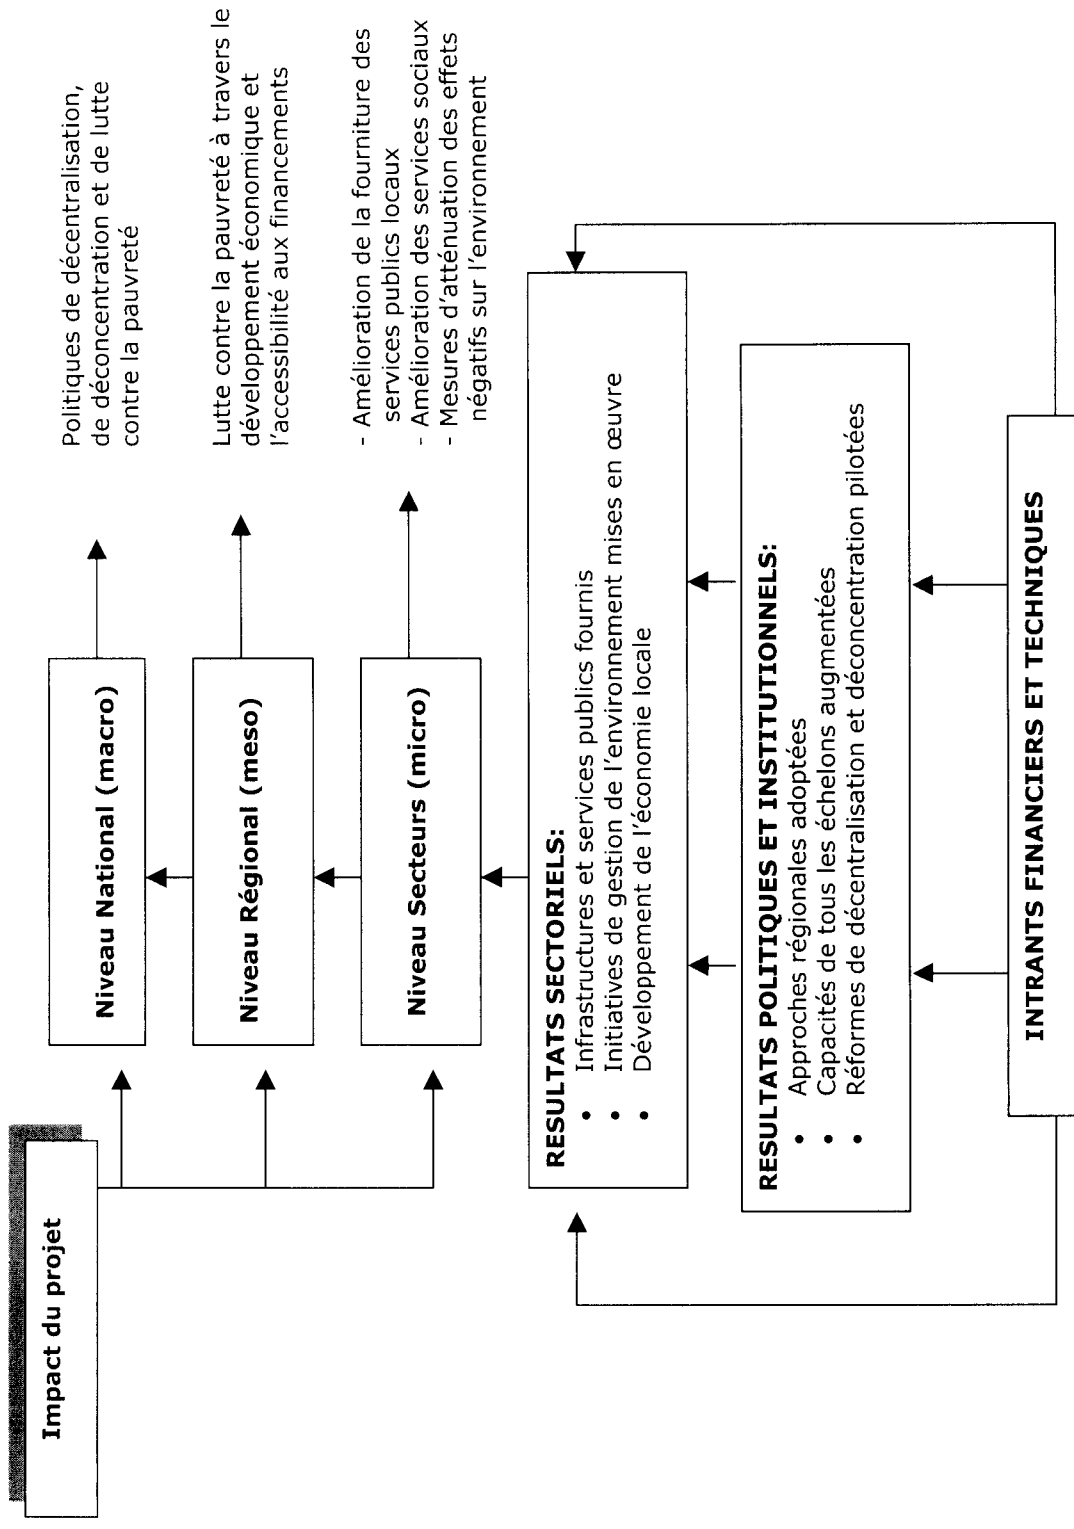 Impact du projet
Niveau National (macro)
Politiques de décentralisation,
de déconcentration et de lutte
contre la pauvreté
Niveau Régional (meso)
Lutte contre la pauvreté à travers le
développement économique et
l'accessibilité aux financements
Niveau Secteurs (micro)
- Amélioration de la fourniture des
services publics locaux
- Amélioration des services sociaux
- Mesures d'atténuation des effets
négatifs sur l'environnement
RESULTATS SECTORIELS:
• Infrastructures et services publics fournis
• Initiatives de gestion de l'environnement mises en œuvre
• Développement de l'économie locale
RESULTATS POLITIQUES ET INSTITUTIONNELS:
• Approches régionales adoptées
• Capacités de tous les échelons augmentées
• Réformes de décentralisation et déconcentration pilotées
INTRANTS FINANCIERS ET TECHNIQUES